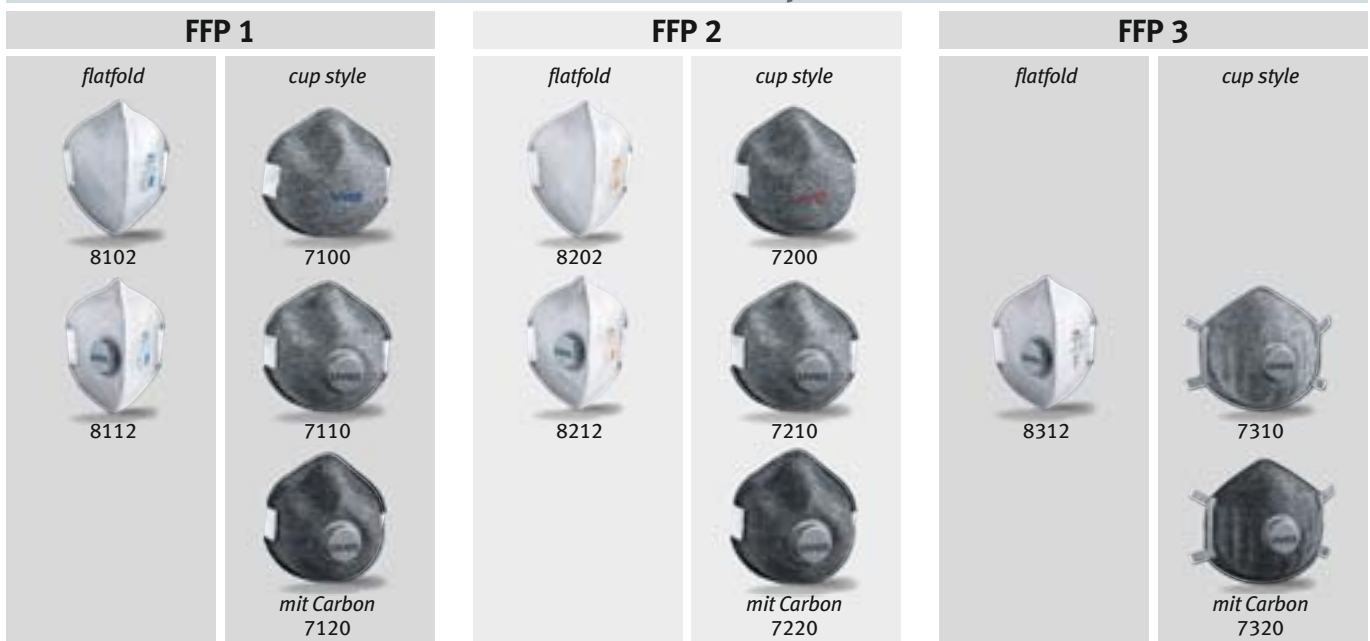 FFP 1
flatfold
cup style
8102
7100
8112
7110
mit Carbon
7120
FFP 2
flatfold
cup style
8202
7200
8212
7210
mit Carbon
7220
FFP 3
flatfold
cup style
8312
7310
mit Carbon
7320